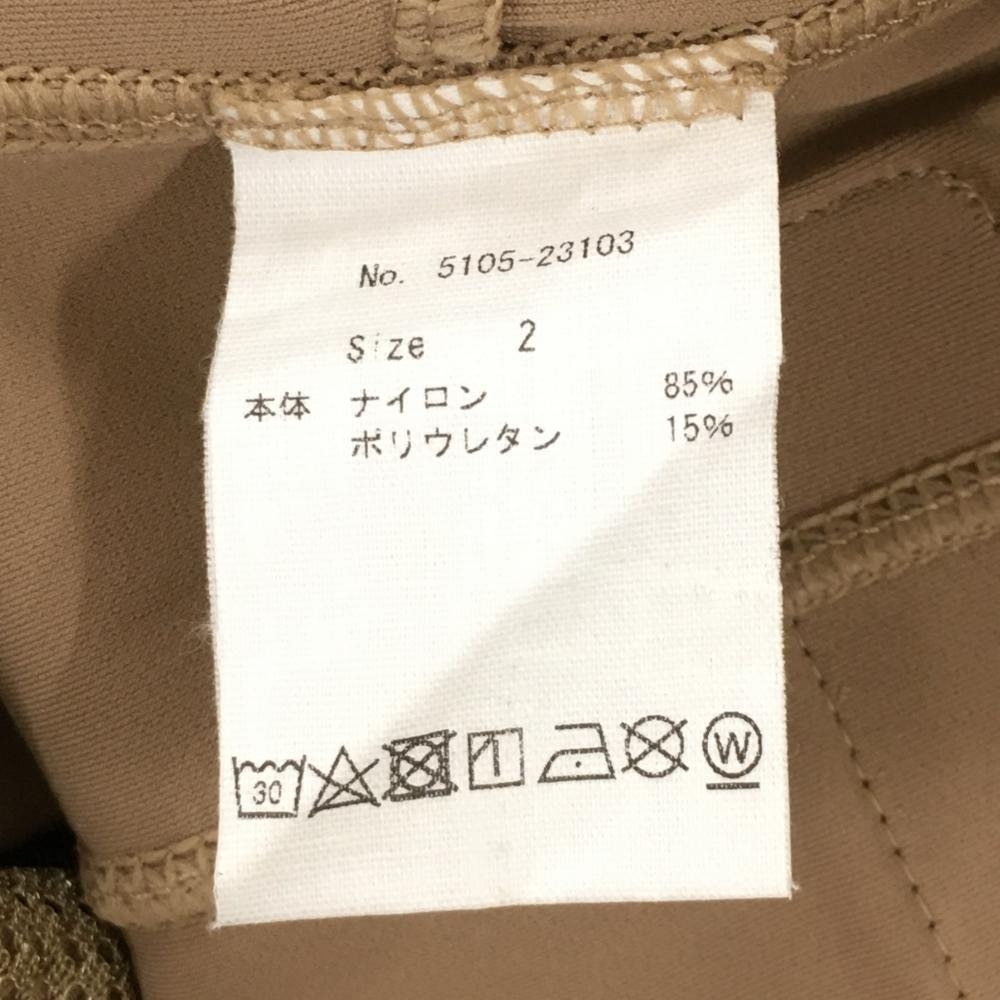 No. 5105-23103
Size 2
本体 ナイロン 85%
ポリウレタン 15%
30 W